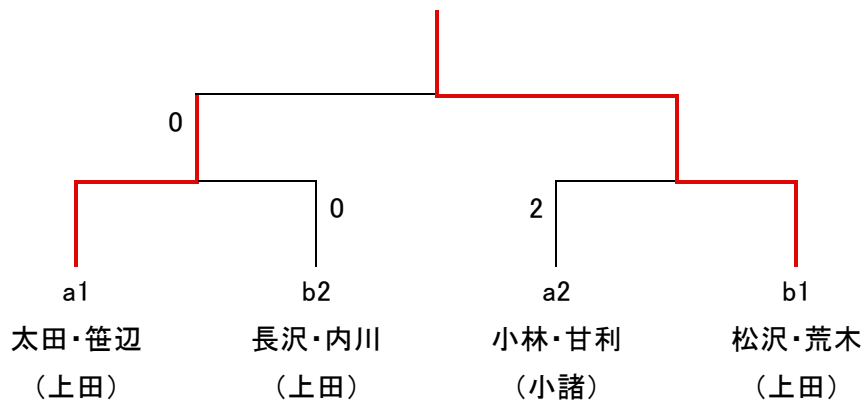 0
0
2
a1 b2 a2 b1
太田・笹辺 長沢・内川 小林・甘利 松沢・荒木
（上田） （上田） （小諸） （上田）